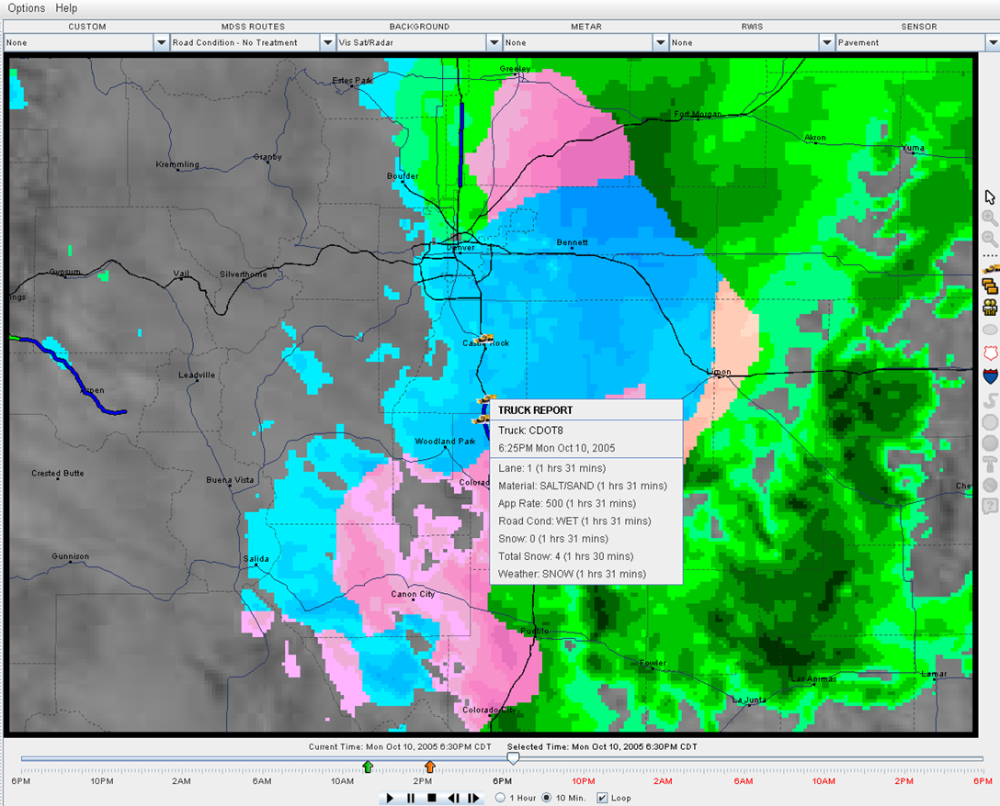 Options Help
CUSTOM MDSS ROUTES BACKGROUND METAR RWIS SENSOR
None Road Condition - No Treatment Vis Sat/Radar None None Pavement
Greeley
Estes Park
Fort Morgan
Akron
Yuma
Granby
Kremmling
Boulder
Bennett
Denver
Gypsum Vail Silverthorne
ings
Castle Rock
Limon
Leadville
Aspen
TRUCK REPORT
Truck: CDOT8
6:25PM Mon Oct 10, 2005
Lane: 1 (1 hrs 31 mins)
Material: SALT/SAND (1 hrs 31 mins)
App Rate: 500 (1 hrs 31 mins)
Road Cond: WET (1 hrs 31 mins)
Snow: 0 (1 hrs 31 mins)
Total Snow: 4 (1 hrs 30 mins)
Weather: SNOW (1 hrs 31 mins)
Woodland Park
Crested Butte
Buena Vista
Colorad
Che
Gunnison
Salida
Canon City
Pueblo
Fowler
Las Animas
Lamar
La Junta
Colorado City
Current Time: Mon Oct 10, 2005 6:30PM CDT Selected Time: Mon Oct 10, 2005 6:30PM CDT
6PM 10PM 2AM 6AM 10AM 2PM 6PM 10PM 2AM 6AM 10AM 2PM 6PM
1 Hour 10 Min. Loop